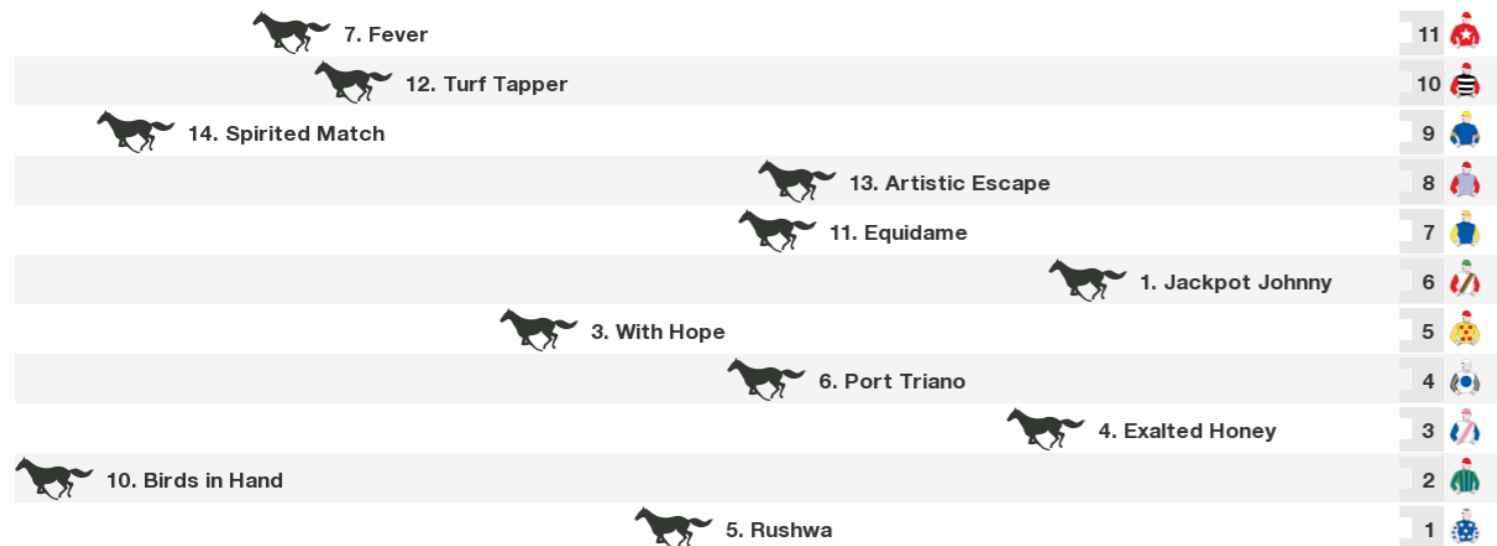 7. Fever 11
12. Turf Tapper 10
14. Spirited Match 9
13. Artistic Escape 8
11. Equidame 7
1. Jackpot Johnny 6
3. With Hope 5
6. Port Triano 4
4. Exalted Honey 3
10. Birds in Hand 2
5. Rushwa 1